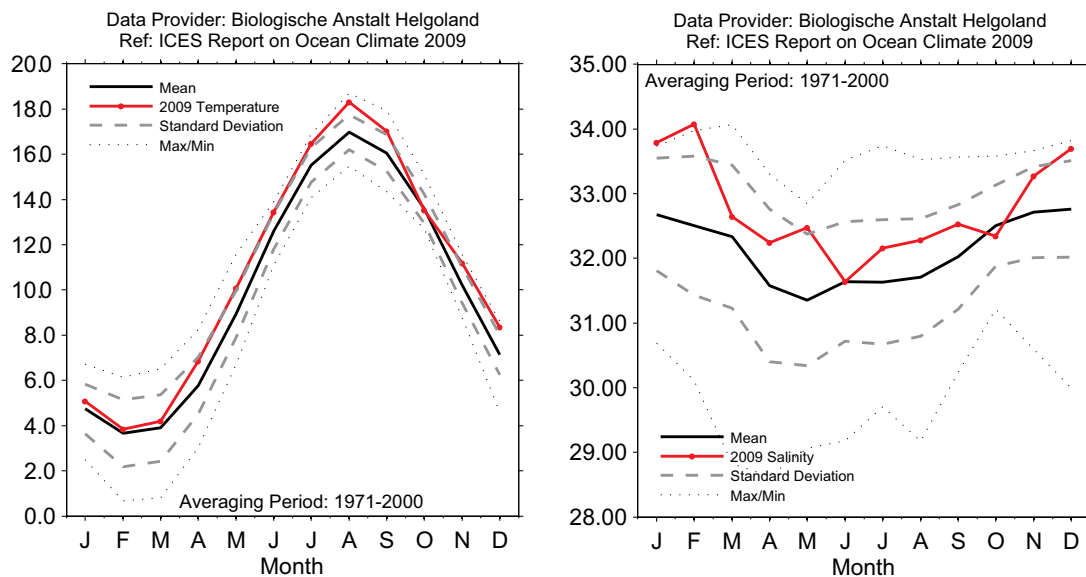 Data Provider: Biologische Anstalt Helgoland
Ref: ICES Report on Ocean Climate 2009
20.0
18.0
16.0
14.0
12.0
10.0
8.0
6.0
4.0
2.0
0.0
Mean
2009 Temperature
Standard Deviation
Max/Min
Averaging Period: 1971-2000
J F M A M J J A S O N D
Month
Data Provider: Biologische Anstalt Helgoland
Ref: ICES Report on Ocean Climate 2009
35.00
34.00
33.00
32.00
31.00
30.00
29.00
28.00
Averaging Period: 1971-2000
Mean
2009 Salinity
Standard Deviation
Max/Min
J F M A M J J A S O N D
Month